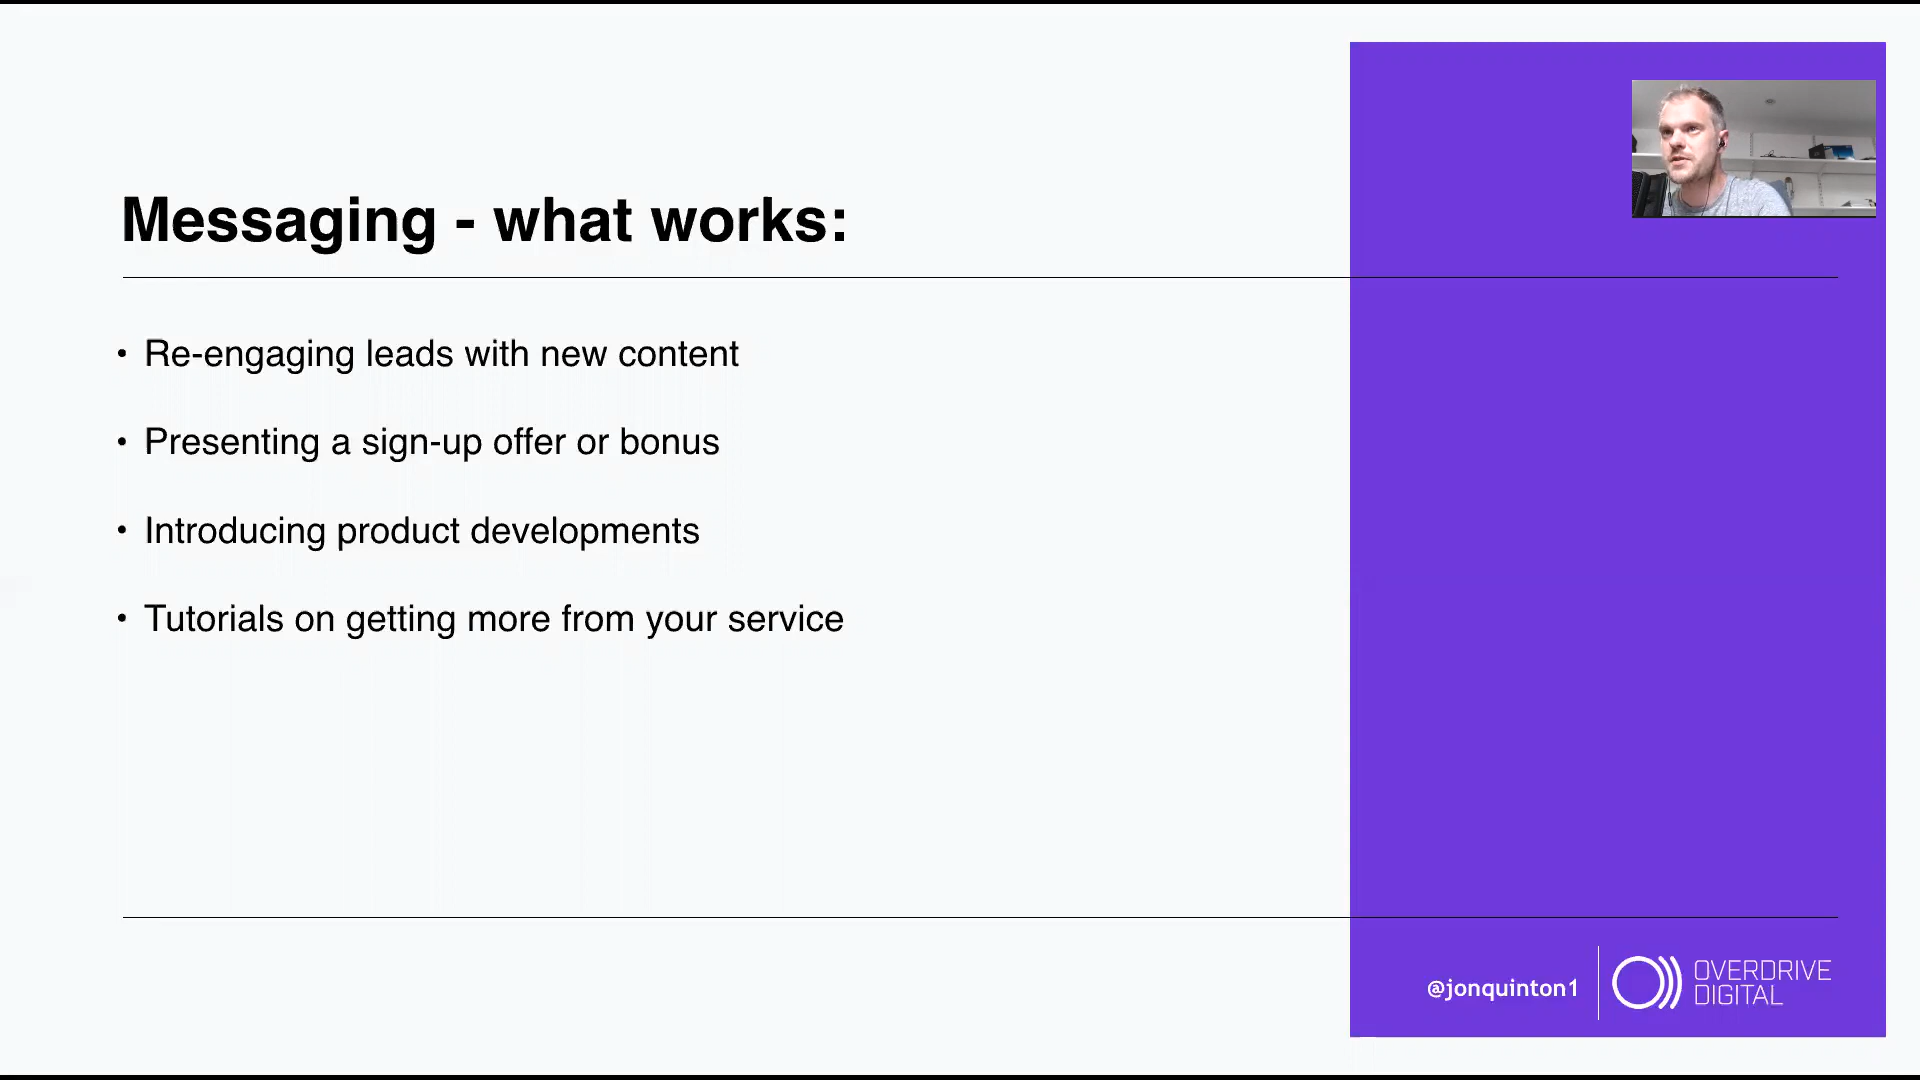 Messaging - what works:
• Re-engaging leads with new content
• Presenting a sign-up offer or bonus
• Introducing product developments
• Tutorials on getting more from your service
@jonquinton1
OVERDRIVE
DIGITAL